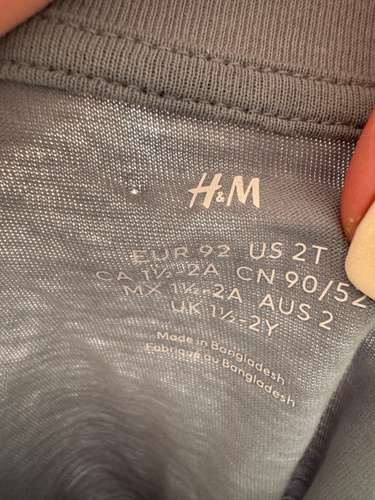 H&M
EUR 92 US 2T
CA 1½-2A CN 90/52
MX 1½-2A AUS 2
UK 1½-2Y
Made in Bangladesh
Fabriqué au Bangladesh